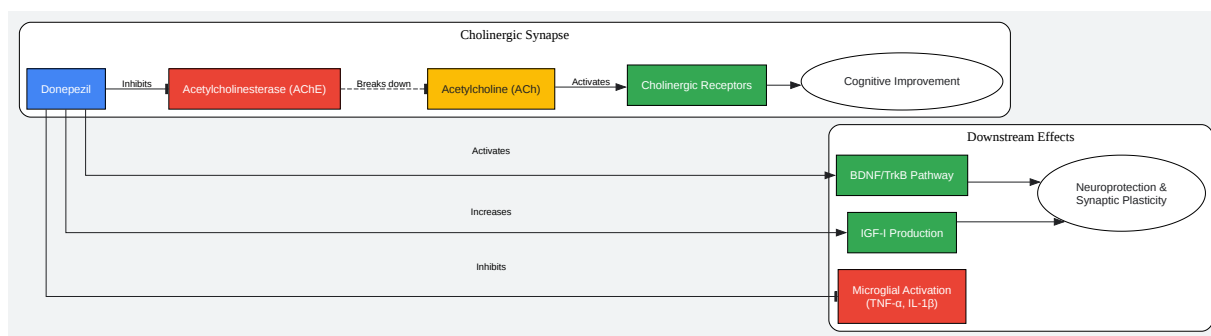 Cholinergic Synapse
Donepezil
Inhibits
Acetylcholinesterase (AChE)
Breaks down
Acetylcholine (ACh)
Activates
Cholinergic Receptors
Cognitive Improvement
Downstream Effects
Activates
BDNF/TrkB Pathway
Neuroprotection &
Synaptic Plasticity
Increases
IGF-I Production
Inhibits
Microglial Activation
(TNF-α, IL-1β)